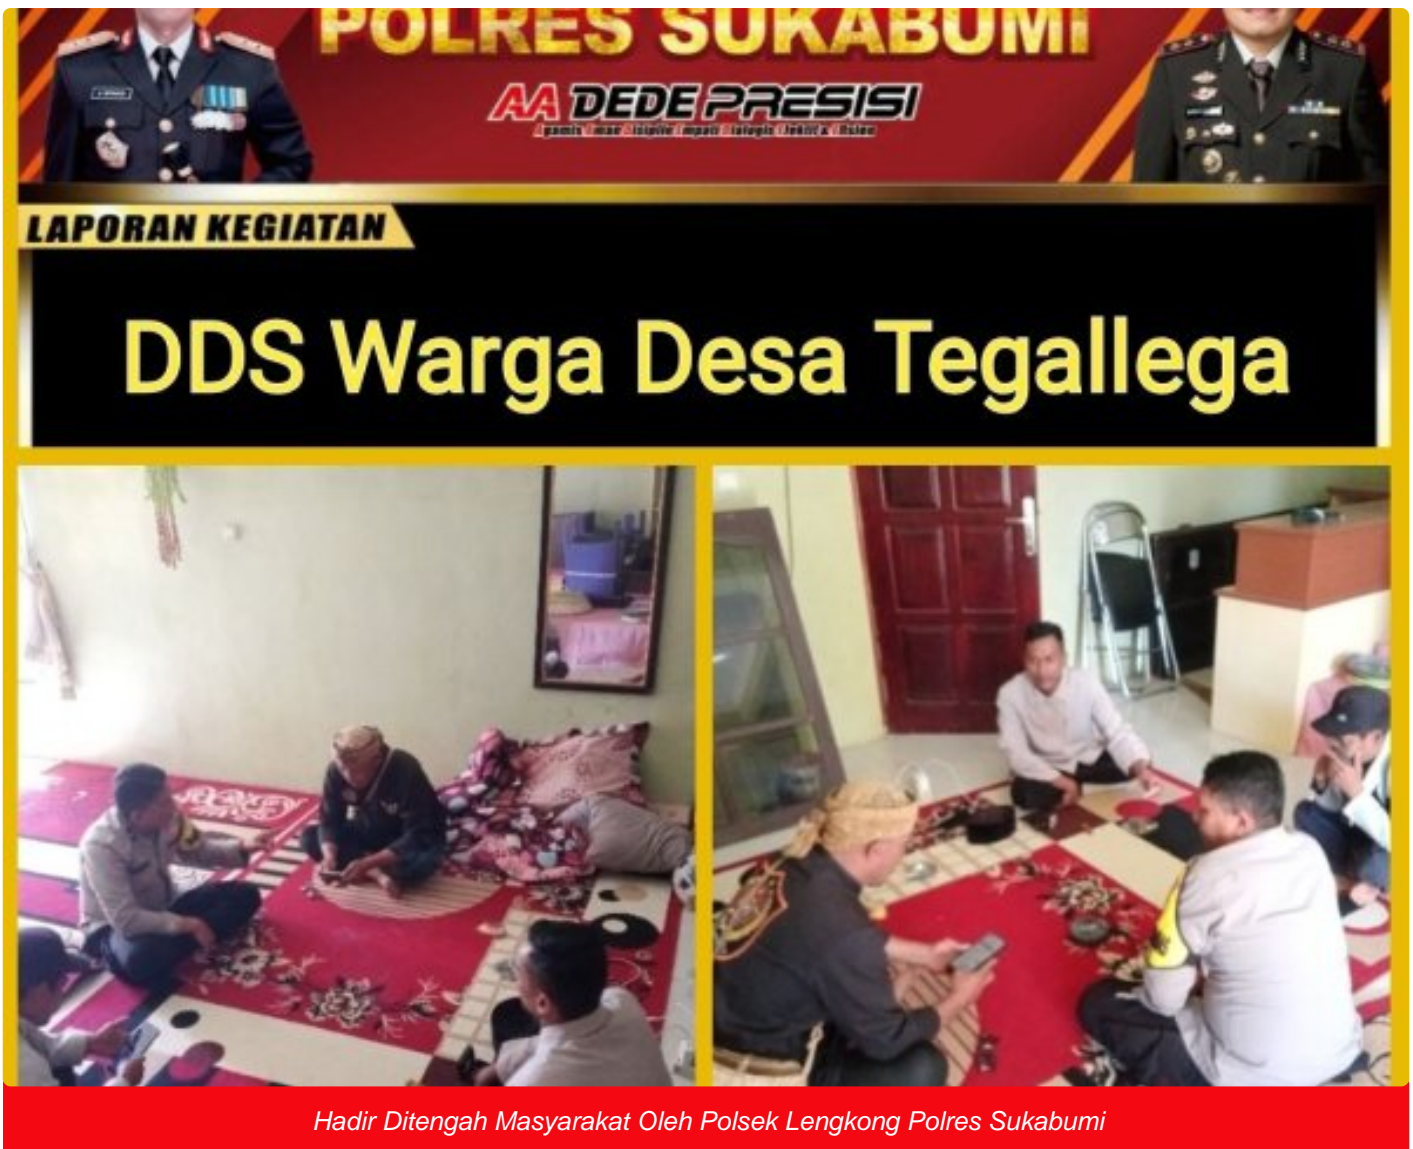 POLRES SUKABUMI
AA DEDE PRESISI
LAPORAN KEGIATAN
DDS Warga Desa Tegallega
Hadir Ditengah Masyarakat Oleh Polsek Lengkong Polres Sukabumi